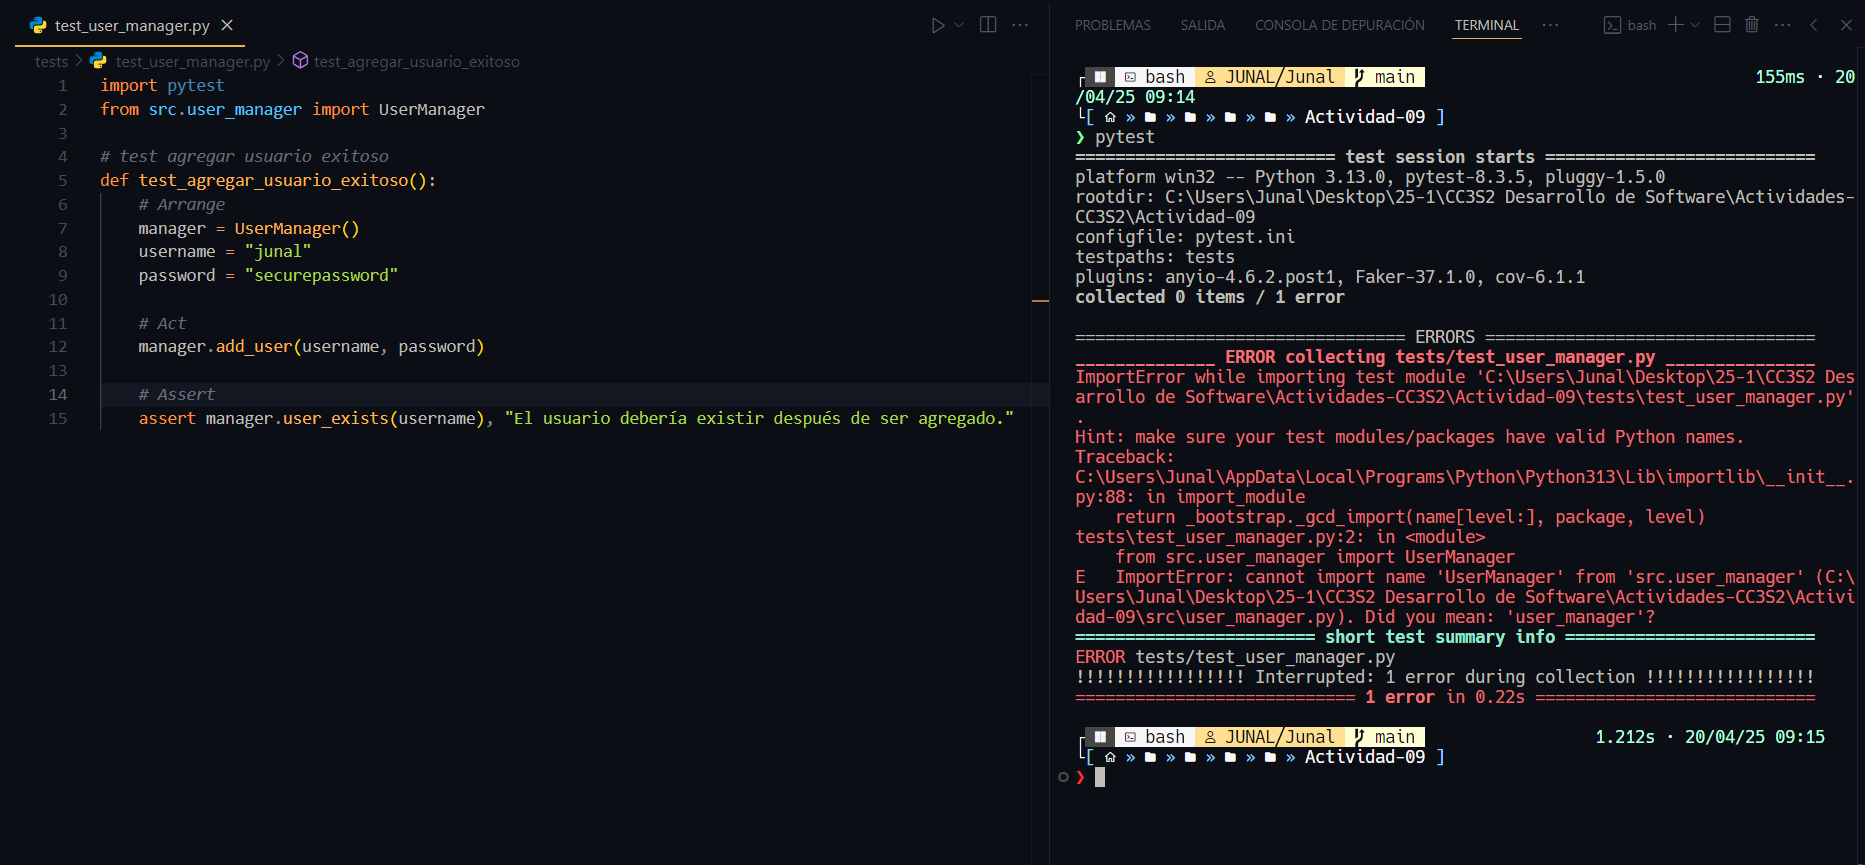 test_user_manager.py
tests > test_user_manager.py > test_agregar_usuario_exitoso
1 import pytest
2 from src.user_manager import UserManager
3
4 # test agregar usuario exitoso
5 def test_agregar_usuario_exitoso():
6 # Arrange
7 manager = UserManager()
8 username = "junal"
9 password = "securepassword"
10
11 # Act
12 manager.add_user(username, password)
13
14 # Assert
15 assert manager.user_exists(username), "El usuario debería existir después de ser agregado."
PROBLEMAS SALIDA CONSOLA DE DEPURACIÓN TERMINAL ··· bash
bash JUNAL/Junal main 155ms · 20
/04/25 09:14
[ » » » » » Actividad-09 ]
❯ pytest
========================== test session starts ===========================
platform win32 -- Python 3.13.0, pytest-8.3.5, pluggy-1.5.0
rootdir: C:\Users\Junal\Desktop\25-1\CC3S2 Desarrollo de Software\Actividades-
CC3S2\Actividad-09
configfile: pytest.ini
testpaths: tests
plugins: anyio-4.6.2.post1, Faker-37.1.0, cov-6.1.1
collected 0 items / 1 error
================================= ERRORS =================================
______________ ERROR collecting tests/test_user_manager.py _______________
ImportError while importing test module 'C:\Users\Junal\Desktop\25-1\CC3S2 Des
arrollo de Software\Actividades-CC3S2\Actividad-09\tests\test_user_manager.py'
.
Hint: make sure your test modules/packages have valid Python names.
Traceback:
C:\Users\Junal\AppData\Local\Programs\Python\Python313\Lib\importlib\__init__.
py:88: in import_module
return _bootstrap._gcd_import(name[level:], package, level)
tests\test_user_manager.py:2: in <module>
from src.user_manager import UserManager
E ImportError: cannot import name 'UserManager' from 'src.user_manager' (C:\
Users\Junal\Desktop\25-1\CC3S2 Desarrollo de Software\Actividades-CC3S2\Activi
dad-09\src\user_manager.py). Did you mean: 'user_manager'?
======================== short test summary info =========================
ERROR tests/test_user_manager.py
!!!!!!!!!!!!!!!!! Interrupted: 1 error during collection !!!!!!!!!!!!!!!!!
============================ 1 error in 0.22s ============================
bash JUNAL/Junal main 1.212s · 20/04/25 09:15
[ » » » » » Actividad-09 ]
❯